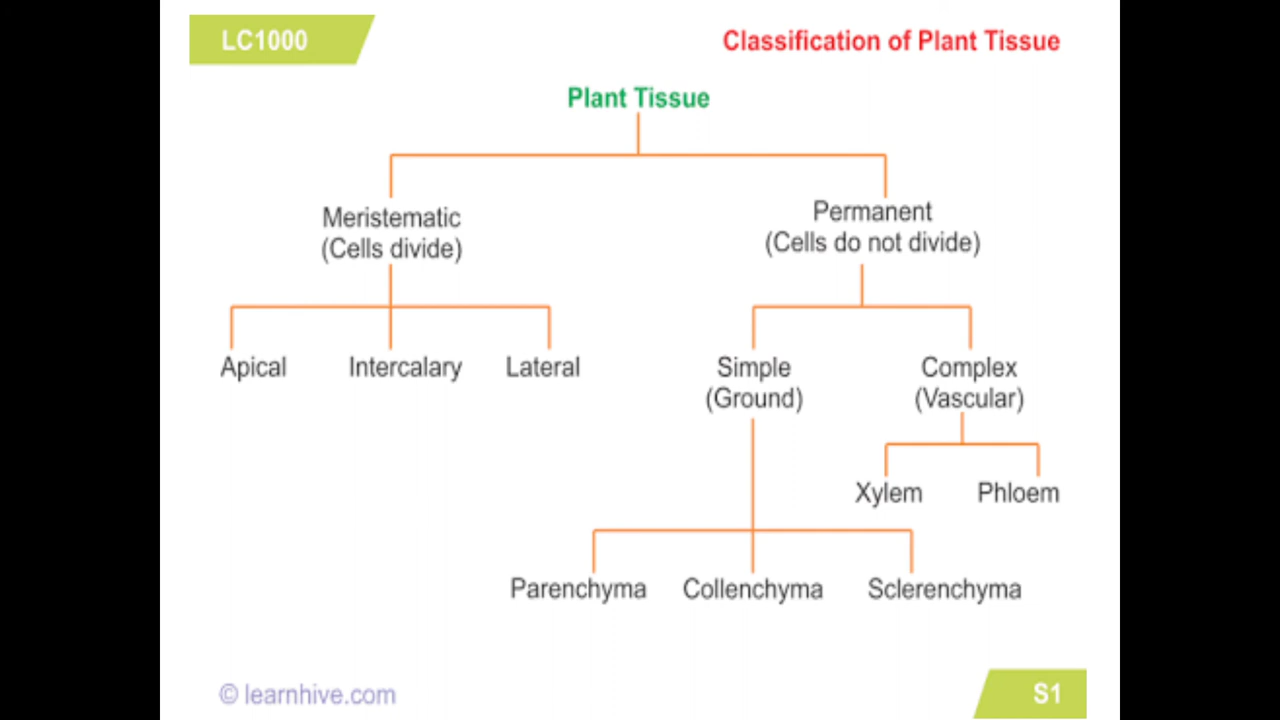 LC1000
Classification of Plant Tissue
Plant Tissue
Meristematic
(Cells divide)
Permanent
(Cells do not divide)
Apical
Intercalary
Lateral
Simple
(Ground)
Complex
(Vascular)
Xylem
Phloem
Parenchyma
Collenchyma
Sclerenchyma
© learnhive.com
S1